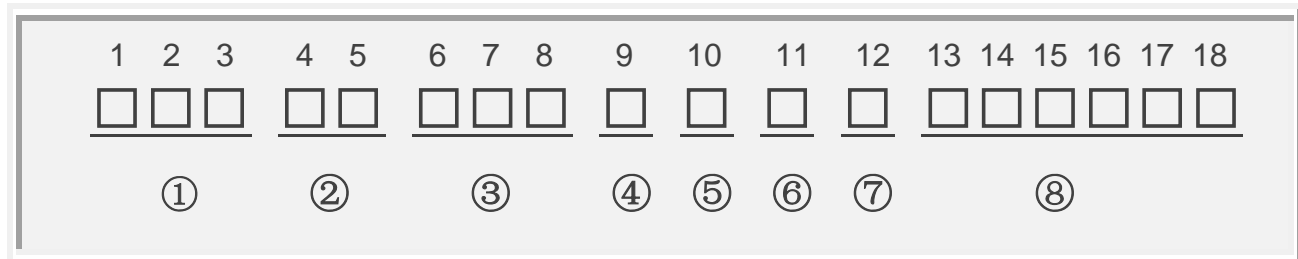 1 2 3 4 5 6 7 8 9 10 11 12 13 14 15 16 17 18
□□□ □□ □□□ □ □ □ □ □□□□□□
① ② ③ ④ ⑤ ⑥ ⑦ ⑧